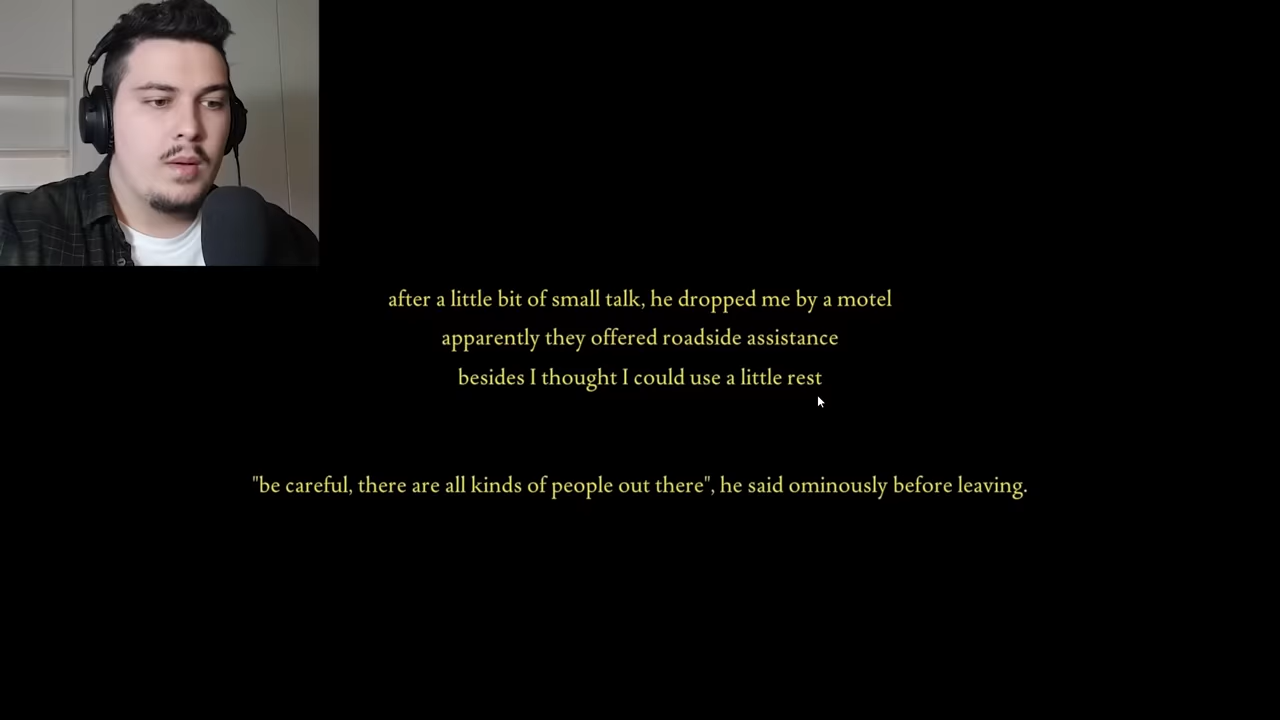 after a little bit of small talk, he dropped me by a motel
apparently they offered roadside assistance
besides I thought I could use a little rest
"be careful, there are all kinds of people out there", he said ominously before leaving.